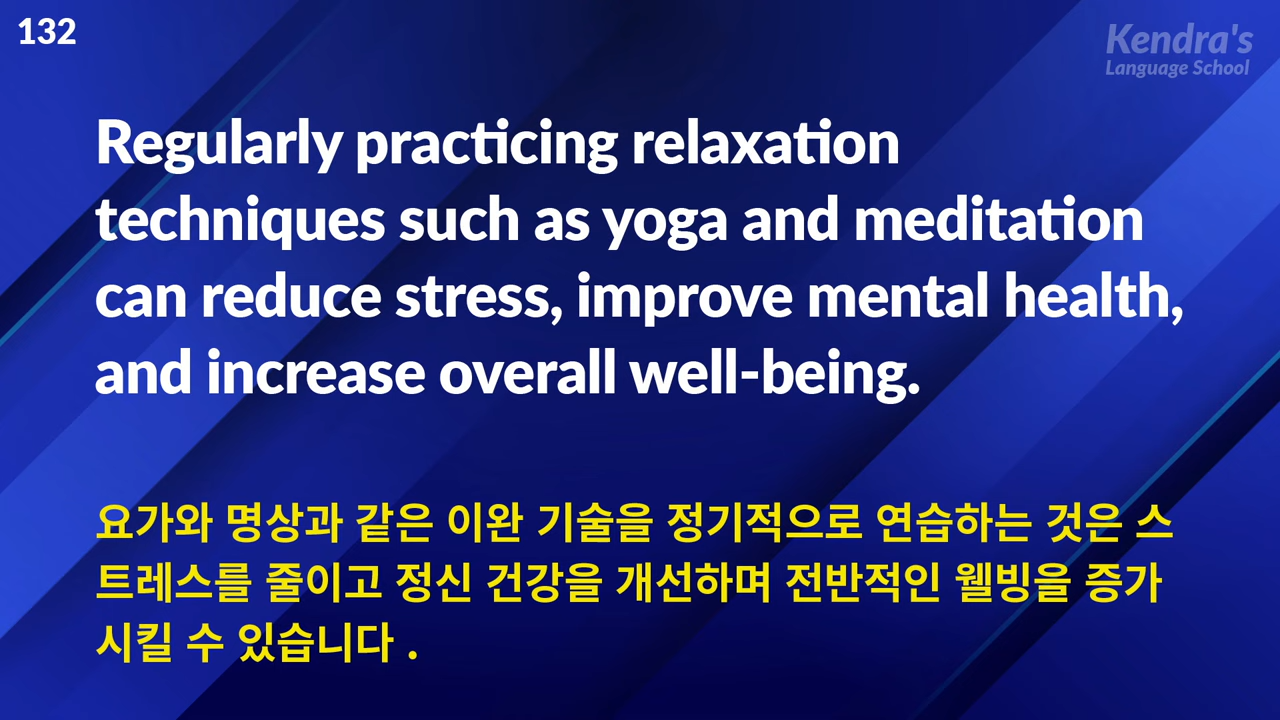 132
Kendra's
Language School
Regularly practicing relaxation
techniques such as yoga and meditation
can reduce stress, improve mental health,
and increase overall well-being.
요가와 명상과 같은 이완 기술을 정기적으로 연습하는 것은 스
트레스를 줄이고 정신 건강을 개선하며 전반적인 웰빙을 증가
시킬 수 있습니다 .